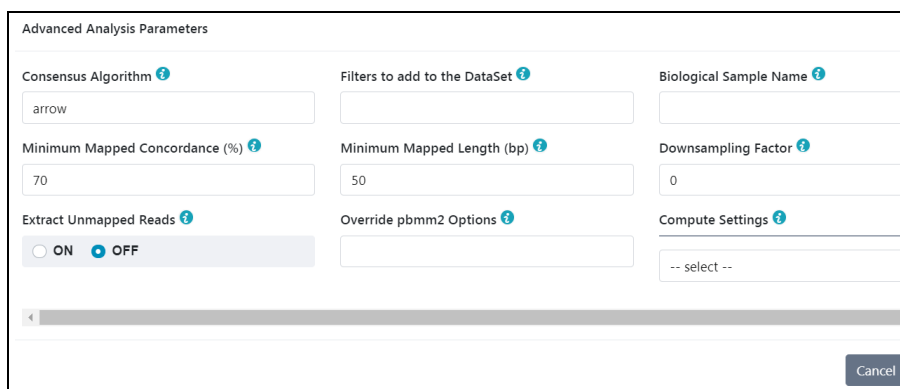 Advanced Analysis Parameters
Consensus Algorithm
Filters to add to the DataSet
Biological Sample Name
arrow
Minimum Mapped Concordance (%)
Minimum Mapped Length (bp)
Downsampling Factor
70
50
0
Extract Unmapped Reads
Override pbmm2 Options
Compute Settings
ON OFF
-- select --
Cancel